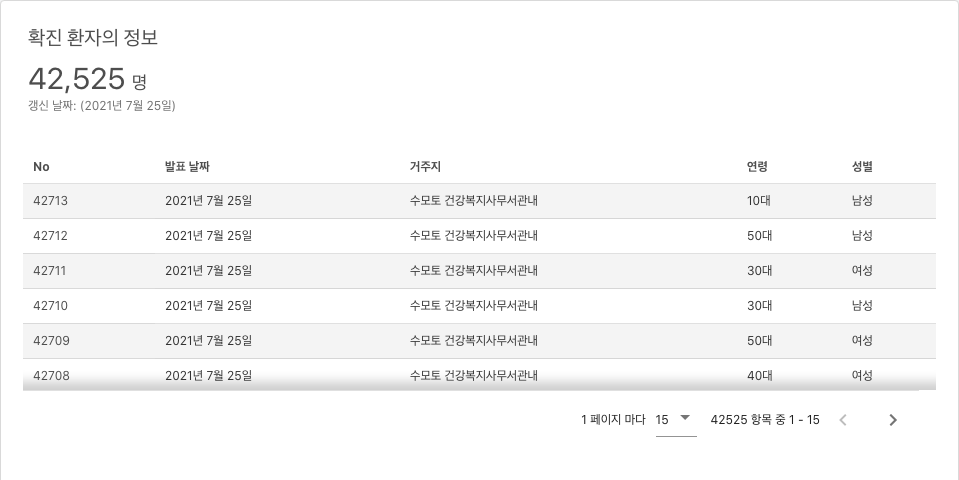 확진 환자의 정보
42,525 명
갱신 날짜: (2021년 7월 25일)
No 발표 날짜 거주지 연령 성별
42713 2021년 7월 25일 수모토 건강복지사무서관내 10대 남성
42712 2021년 7월 25일 수모토 건강복지사무서관내 50대 남성
42711 2021년 7월 25일 수모토 건강복지사무서관내 30대 여성
42710 2021년 7월 25일 수모토 건강복지사무서관내 30대 남성
42709 2021년 7월 25일 수모토 건강복지사무서관내 50대 여성
42708 2021년 7월 25일 수모토 건강복지사무서관내 40대 여성
1 페이지 마다 15 42525 항목 중 1 - 15